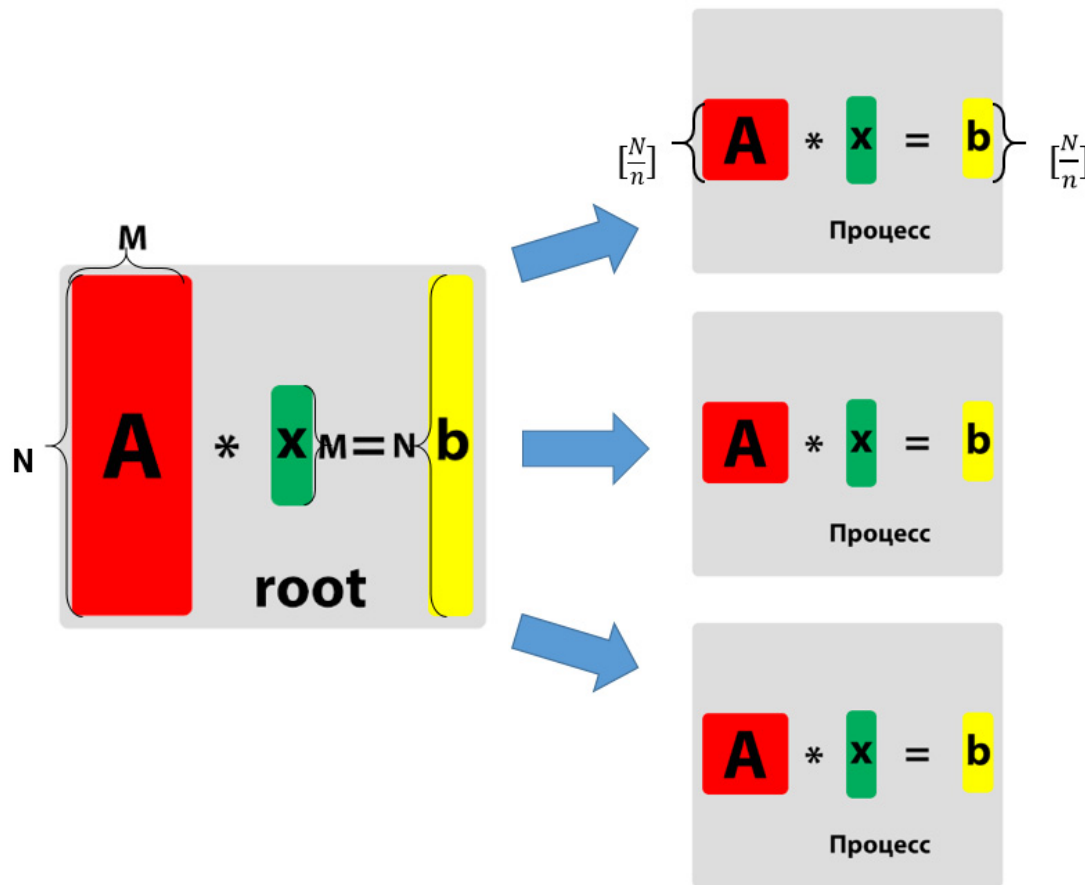 M
N
A * x M = N b
root
[N/n] A * x = b [N/n]
Процесс
A * x = b
Процесс
A * x = b
Процесс